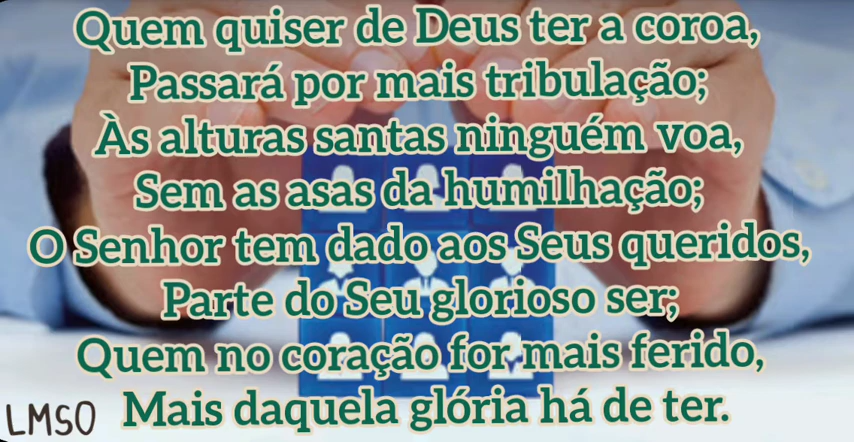 Quem quiser de Deus ter a coroa,
Passará por mais tribulação;
Às alturas santas ninguém voa,
Sem as asas da humilhação;
O Senhor tem dado aos Seus queridos,
Parte do Seu glorioso ser;
Quem no coração for mais ferido,
Mais daquela glória há de ter.
LMSO